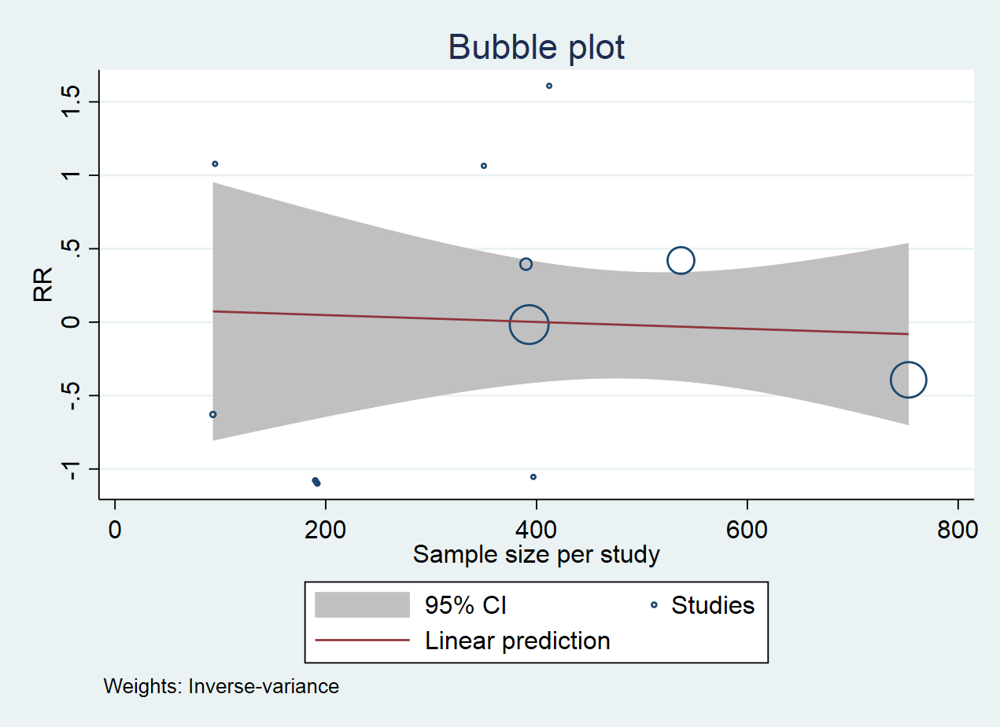 Bubble plot
1.5
1
.5
0
-.5
-1
RR
0 200 400 600 800
Sample size per study
95% CI Studies
Linear prediction
Weights: Inverse-variance